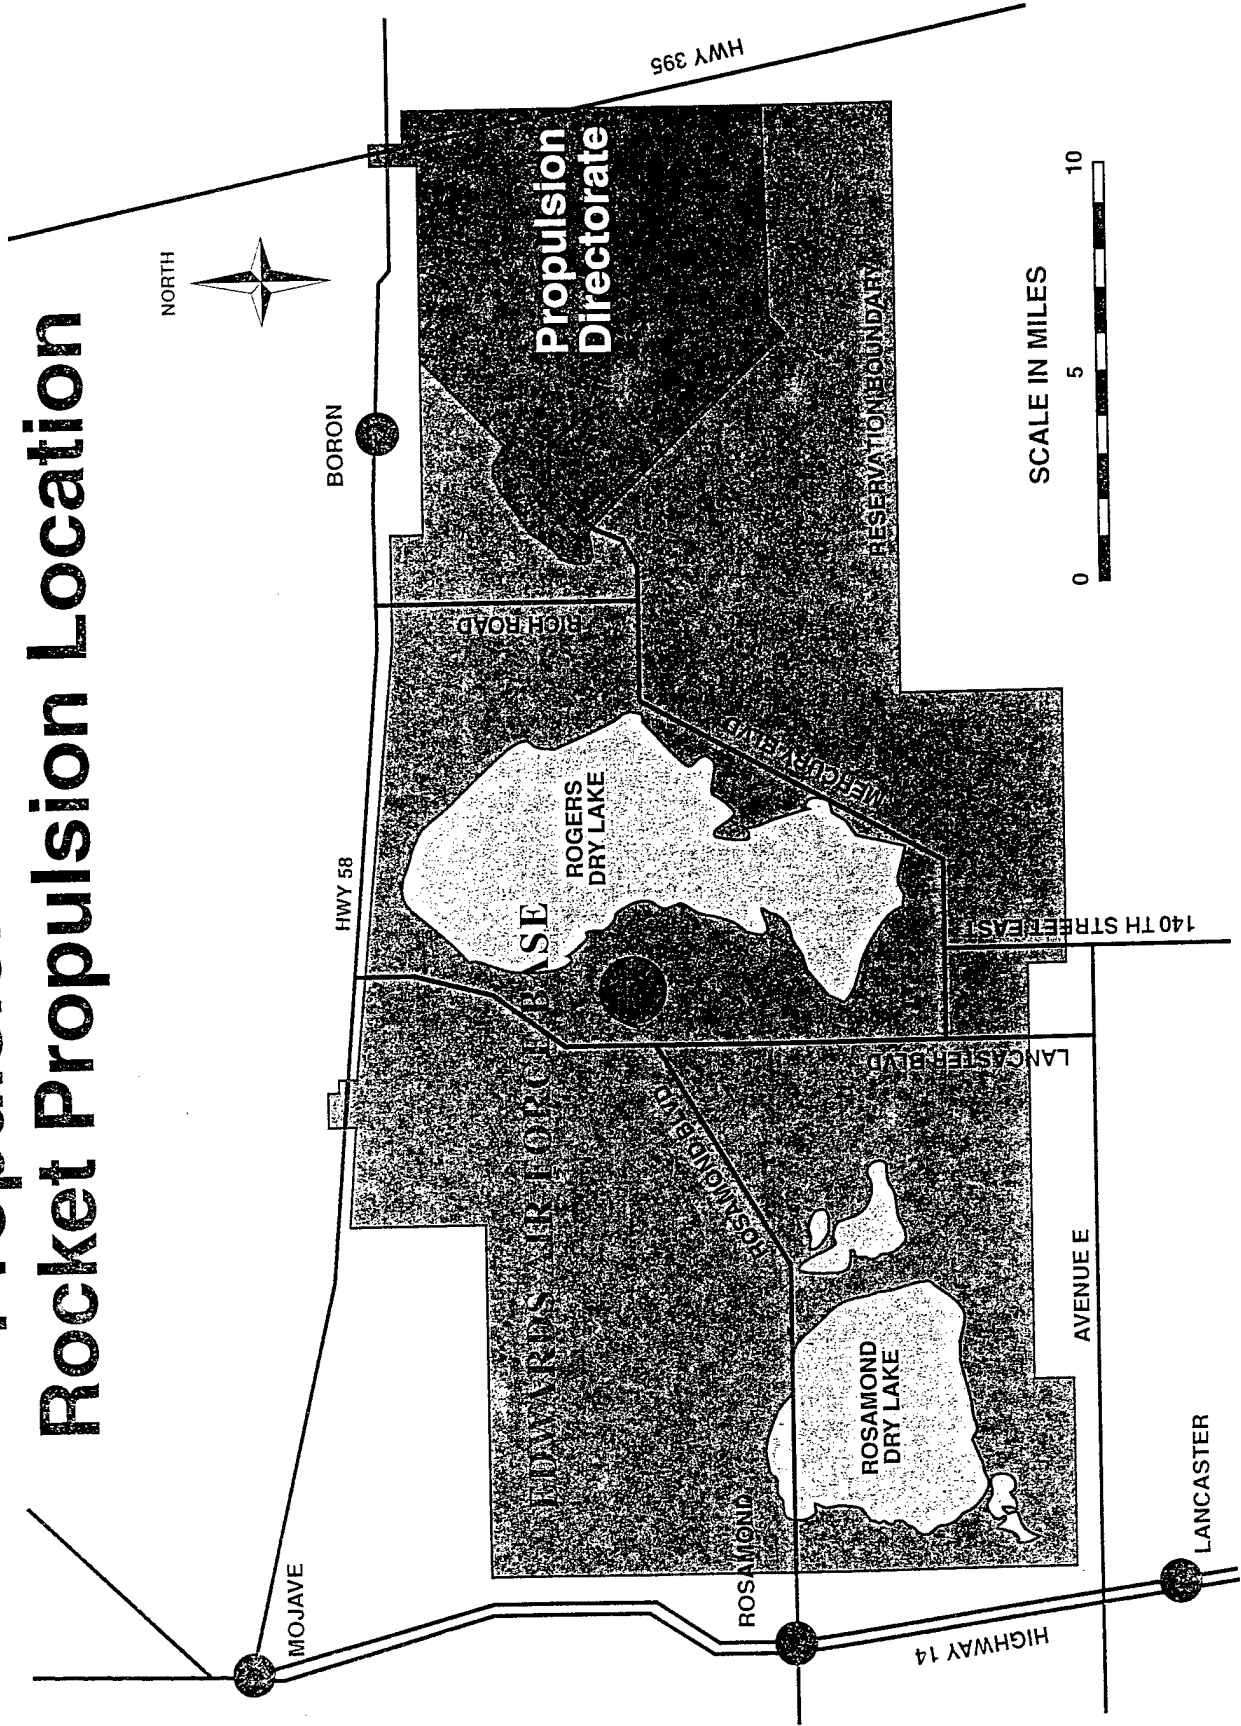 Rocket Propulsion Location
NORTH
HWY 395
BORON
HWY 58
MOJAVE
Propulsion
Directorate
RICH ROAD
ROGERS
DRY LAKE
EDWARDS AIR FORCE BASE
MERCURY BLVD
RESERVATION BOUNDARY
ROSAMOND BLVD
LANCASTER BLVD
140 TH STREET EAST
ROSAMOND
ROSAMOND
DRY LAKE
AVENUE E
HIGHWAY 14
LANCASTER
SCALE IN MILES
0 5 10